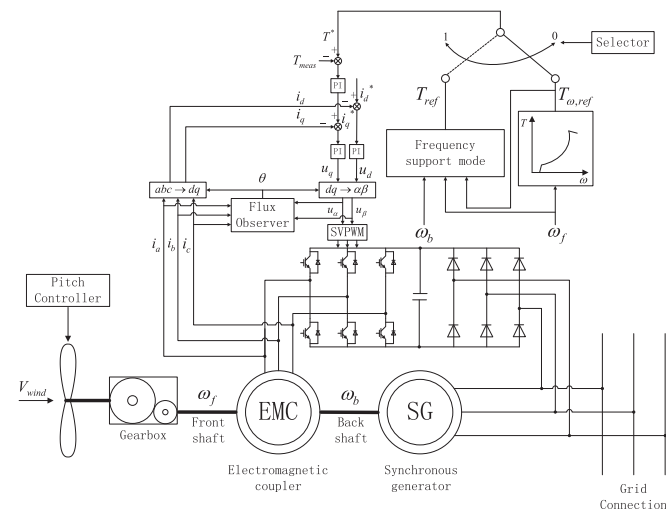 T*
1
0
Selector
+
T_meas
−
PI
T_ref
T_ω,ref
i_d
−
+
i_d*
i_q
−
+
i_q*
T
ω
Frequency
support mode
PI
PI
u_q
u_d
θ
abc → dq
dq → αβ
Flux
Observer
u_α
u_β
SVPWM
ω_b
ω_f
i_a
i_b
i_c
Pitch
Controller
V_wind
Gearbox
ω_f
Front
shaft
EMC
ω_b
Back
shaft
SG
Electromagnetic
coupler
Synchronous
generator
Grid
Connection